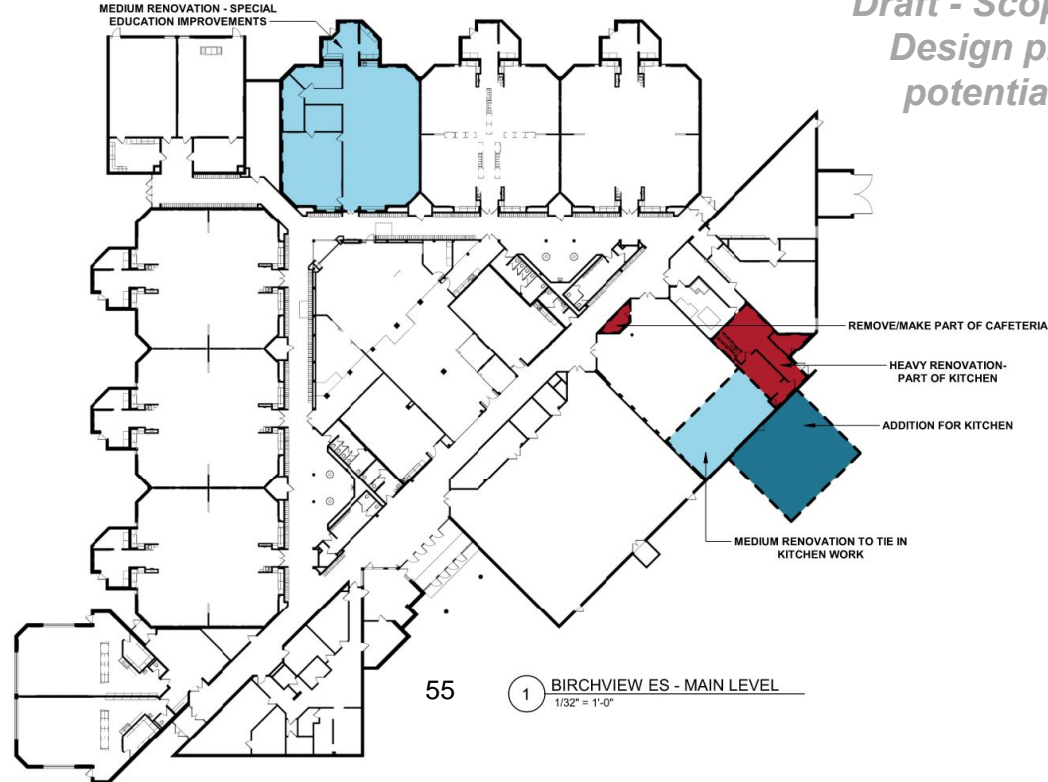 Draft - Scop
Design p
potentia
MEDIUM RENOVATION - SPECIAL
EDUCATION IMPROVEMENTS
REMOVE/MAKE PART OF CAFETERIA
HEAVY RENOVATION-
PART OF KITCHEN
ADDITION FOR KITCHEN
MEDIUM RENOVATION TO TIE IN
KITCHEN WORK
55
1
BIRCHVIEW ES - MAIN LEVEL
1/32" = 1'-0"